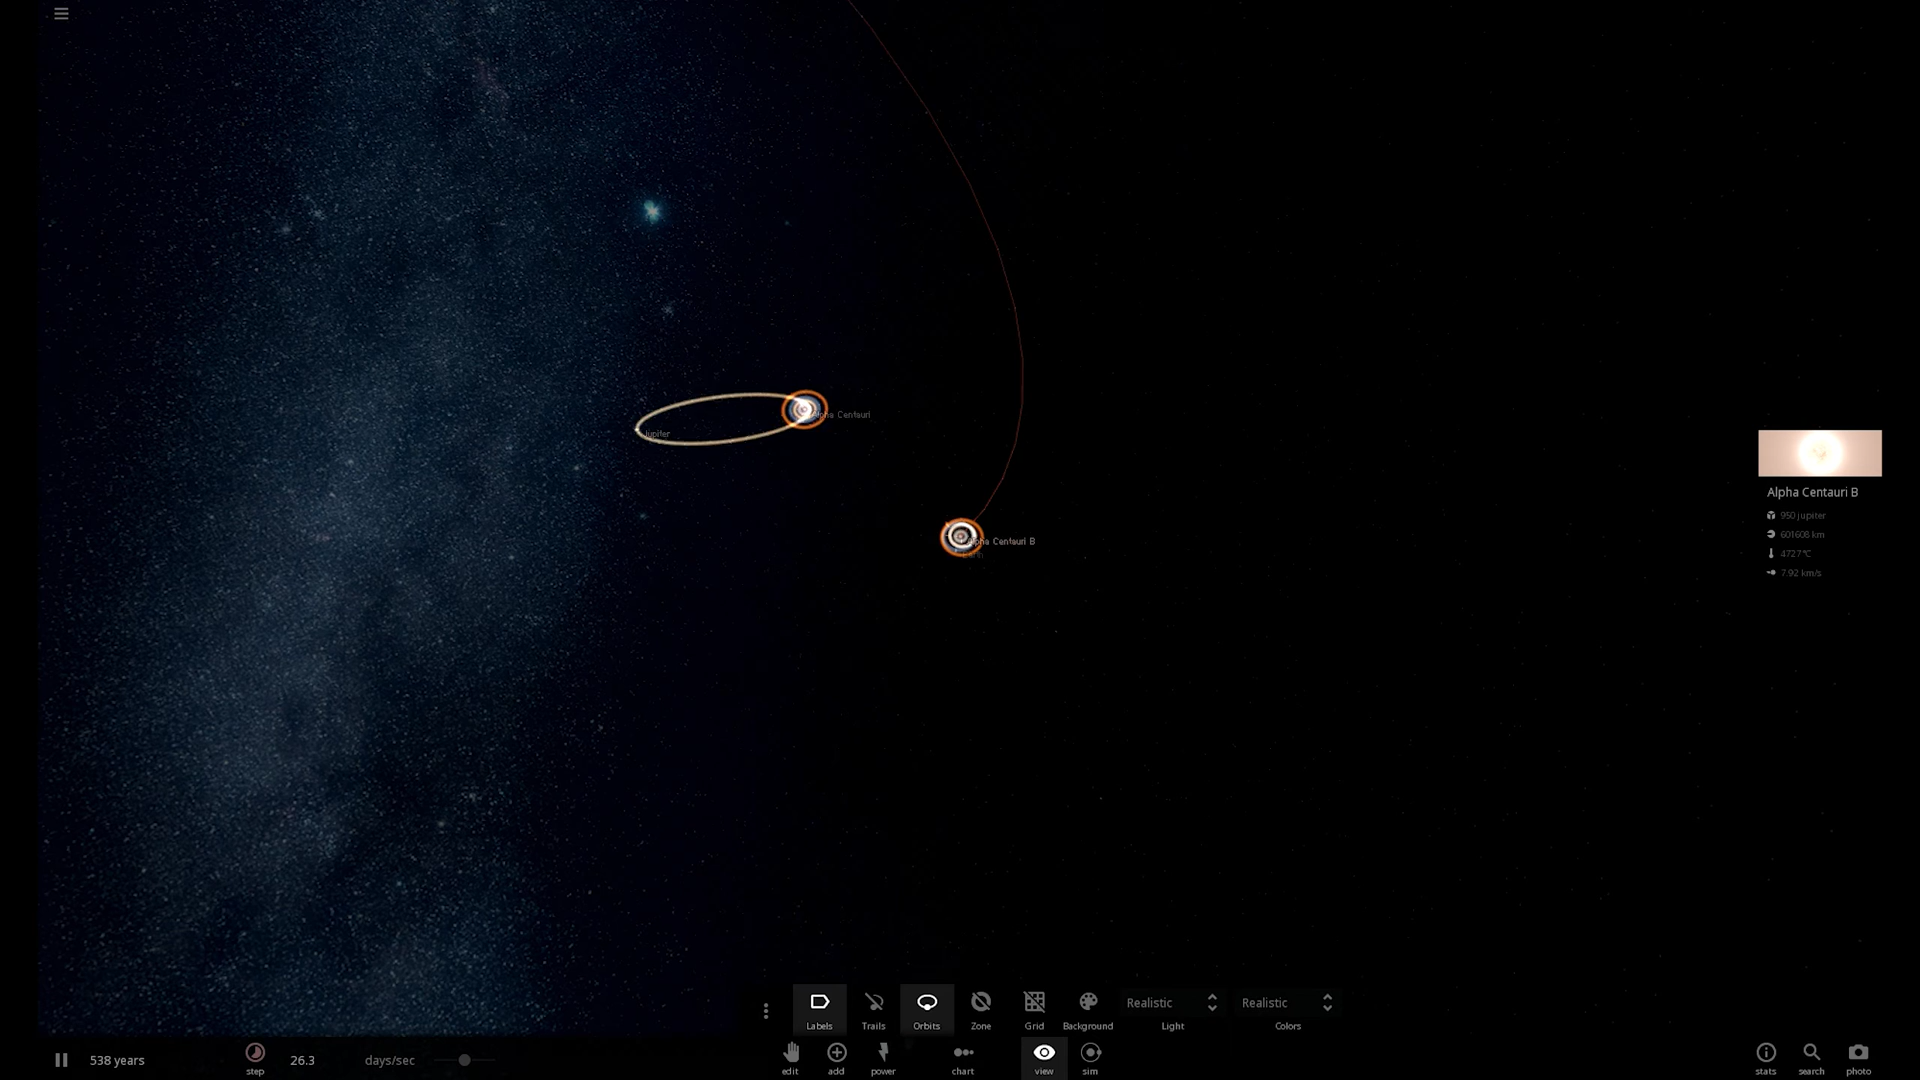 Alpha Centauri
Jupiter
Alpha Centauri B
Earth
Alpha Centauri B
950 jupiter
601608 km
4727 °C
7.92 km/s
Realistic
Realistic
Labels
Trails
Orbits
Zone
Grid
Background
Light
Colors
538 years
step
26.3
days/sec
edit
add
power
chart
view
sim
stats
search
photo